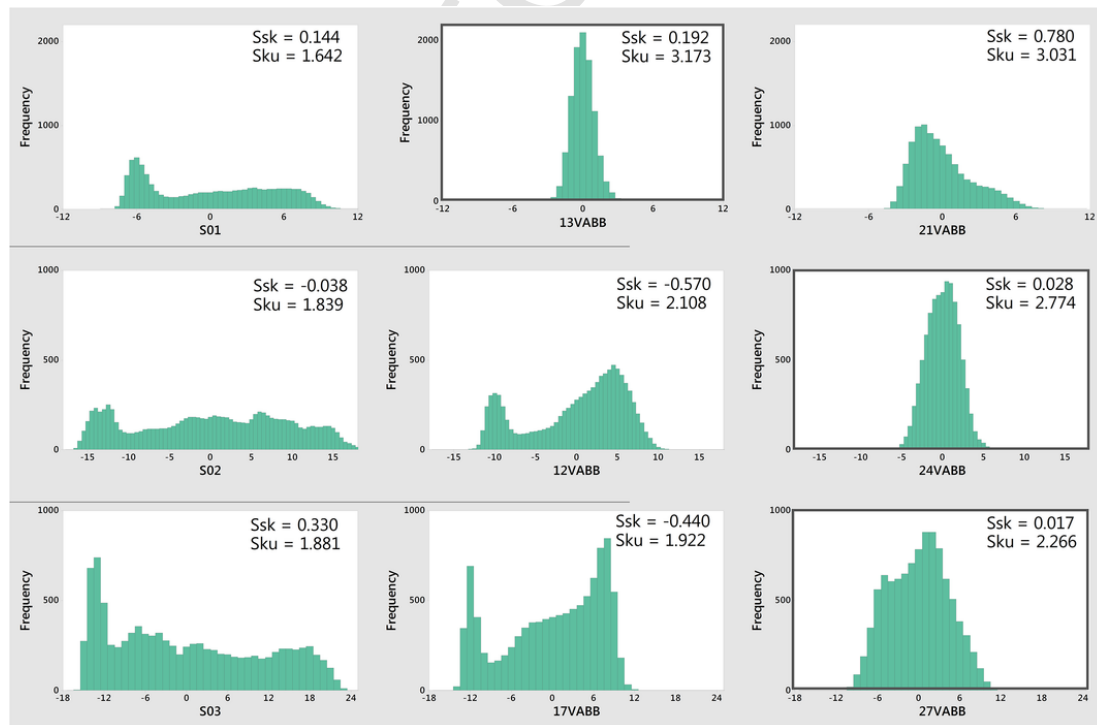 Ssk = 0.144
Sku = 1.642
2000
1000
0
Frequency
-12 -6 0 6 12
S01
Ssk = 0.192
Sku = 3.173
2000
1000
0
Frequency
-12 -6 0 6 12
13VABB
Ssk = 0.780
Sku = 3.031
2000
1000
0
Frequency
-12 -6 0 6 12
21VABB
Ssk = -0.038
Sku = 1.839
1000
500
0
Frequency
-15 -10 -5 0 5 10 15
S02
Ssk = -0.570
Sku = 2.108
1000
500
0
Frequency
-15 -10 -5 0 5 10 15
12VABB
Ssk = 0.028
Sku = 2.774
1000
500
0
Frequency
-15 -10 -5 0 5 10 15
24VABB
Ssk = 0.330
Sku = 1.881
1000
500
0
Frequency
-18 -12 -6 0 6 12 18 24
S03
Ssk = -0.440
Sku = 1.922
1000
500
0
Frequency
-18 -12 -6 0 6 12 18 24
17VABB
Ssk = 0.017
Sku = 2.266
1000
500
0
Frequency
-18 -12 -6 0 6 12 18 24
27VABB